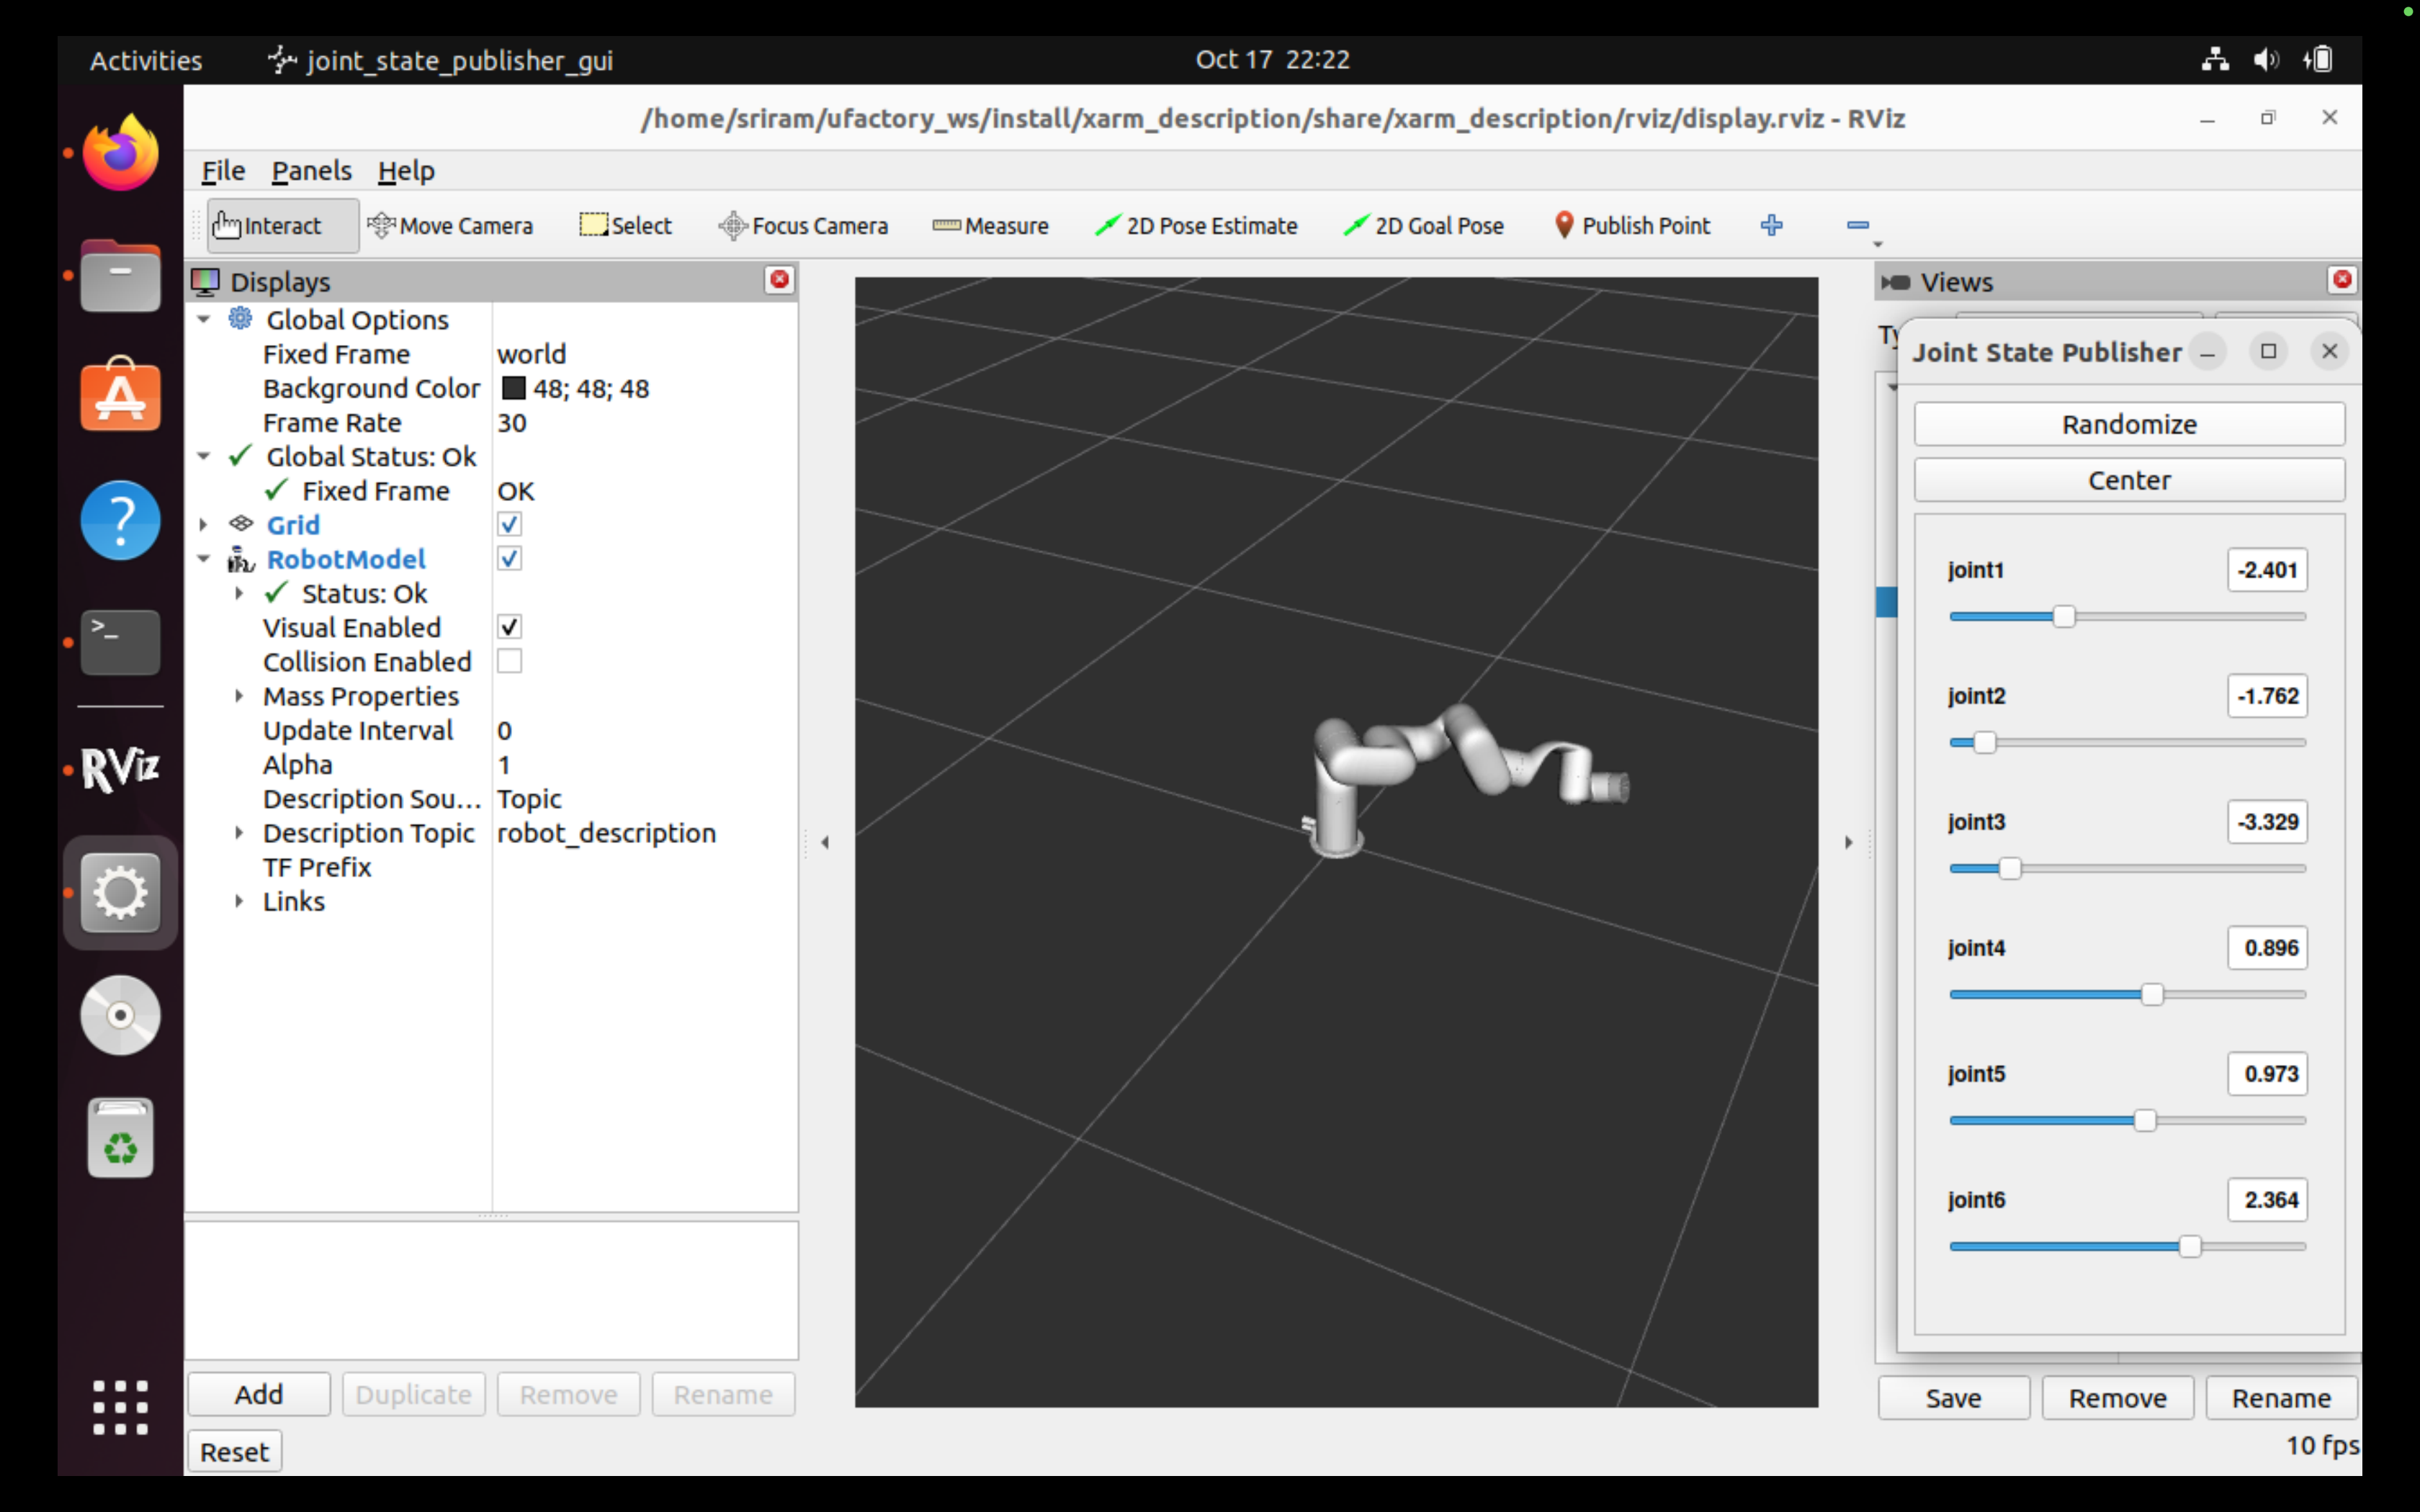 Activities joint_state_publisher_gui Oct 17 22:22
/home/sriram/ufactory_ws/install/xarm_description/share/xarm_description/rviz/display.rviz - RViz
File Panels Help
Interact Move Camera Select Focus Camera Measure 2D Pose Estimate 2D Goal Pose Publish Point
Displays
Global Options
Fixed Frame world
Background Color 48; 48; 48
Frame Rate 30
Global Status: Ok
Fixed Frame OK
Grid
RobotModel
Status: Ok
Visual Enabled
Collision Enabled
Mass Properties
Update Interval 0
Alpha 1
Description Sou... Topic
Description Topic robot_description
TF Prefix
Links
Add Duplicate Remove Rename
Reset
RViz
Views
Joint State Publisher
Randomize
Center
joint1 -2.401
joint2 -1.762
joint3 -3.329
joint4 0.896
joint5 0.973
joint6 2.364
Save Remove Rename
10 fps